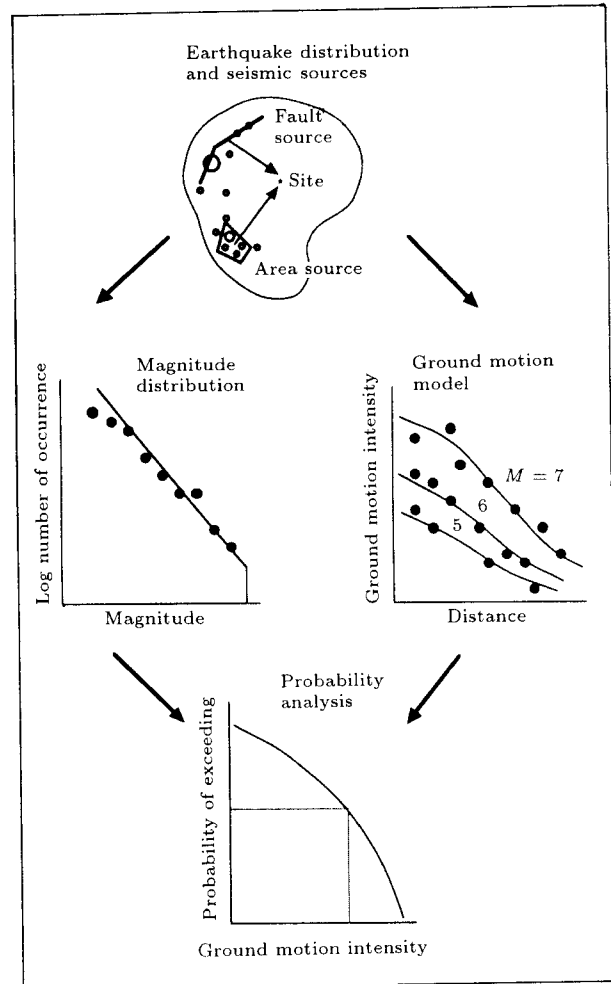 Earthquake distribution
and seismic sources
Fault
source
Site
Area source
Magnitude
distribution
Log number of occurrence
Magnitude
Ground motion
model
Ground motion intensity
M = 7
6
5
Distance
Probability
analysis
Probability of exceeding
Ground motion intensity